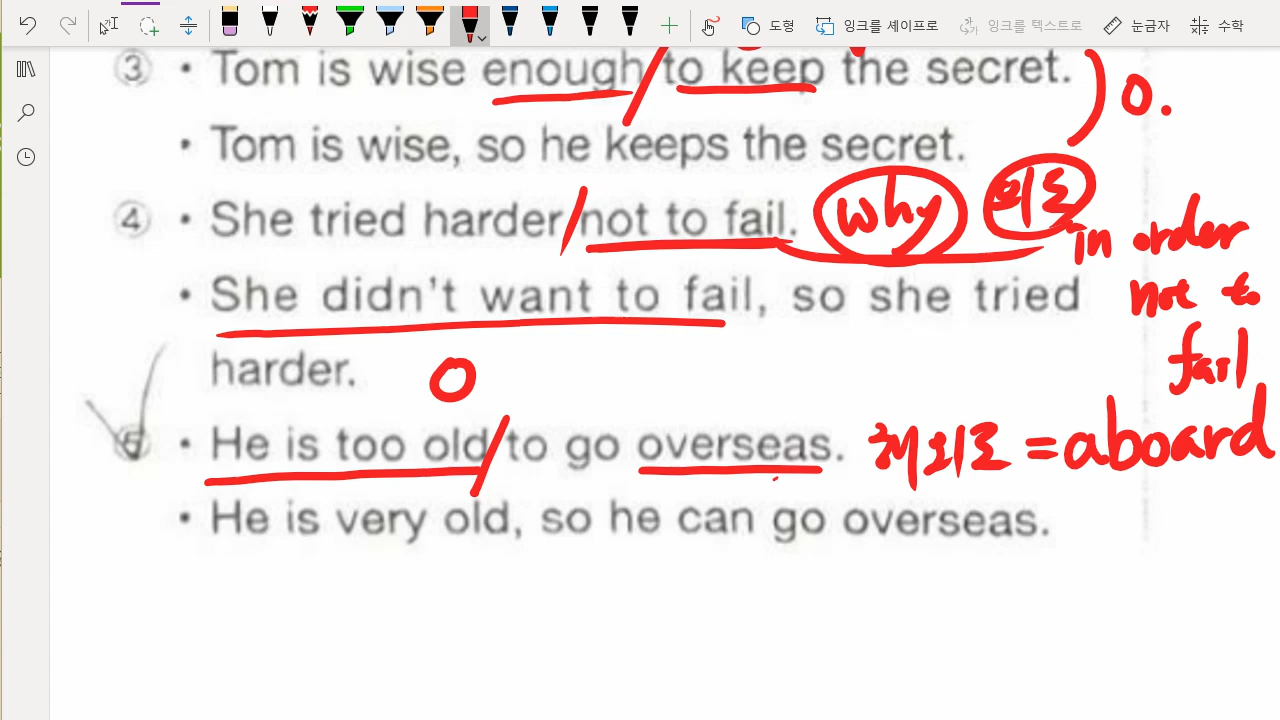 도형 잉크를 셰이프로 잉크를 텍스트로 눈금자 수학
③ • Tom is wise enough to keep the secret.
O.
• Tom is wise, so he keeps the secret.
④ • She tried harder not to fail. why 의도
in order
not to
fail
• She didn't want to fail, so she tried
harder. O
⑤ • He is too old to go overseas. 해외로 = aboard
• He is very old, so he can go overseas.